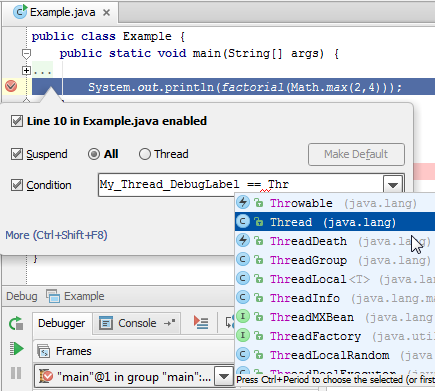 Example.java
public class Example {
public static void main(String[] args) {
...
System.out.println(factorial(Math.max(2,4)));
Line 10 in Example.java enabled
Suspend All Thread Make Default
Condition My_Thread_DebugLabel == Thr
Throwable (java.lang)
Thread (java.lang)
ThreadDeath (java.lang)
ThreadGroup (java.lang)
ThreadLocal<T> (java.lang)
ThreadInfo (java.lang.ma
ThreadMXBean (java.lang
ThreadFactory (java.uti
ThreadLocalRandom (java
Press Ctrl+Period to choose the selected (or first
More (Ctrl+Shift+F8)
}
Debug Example
Debugger Console
Frames
"main"@1 in group "main":